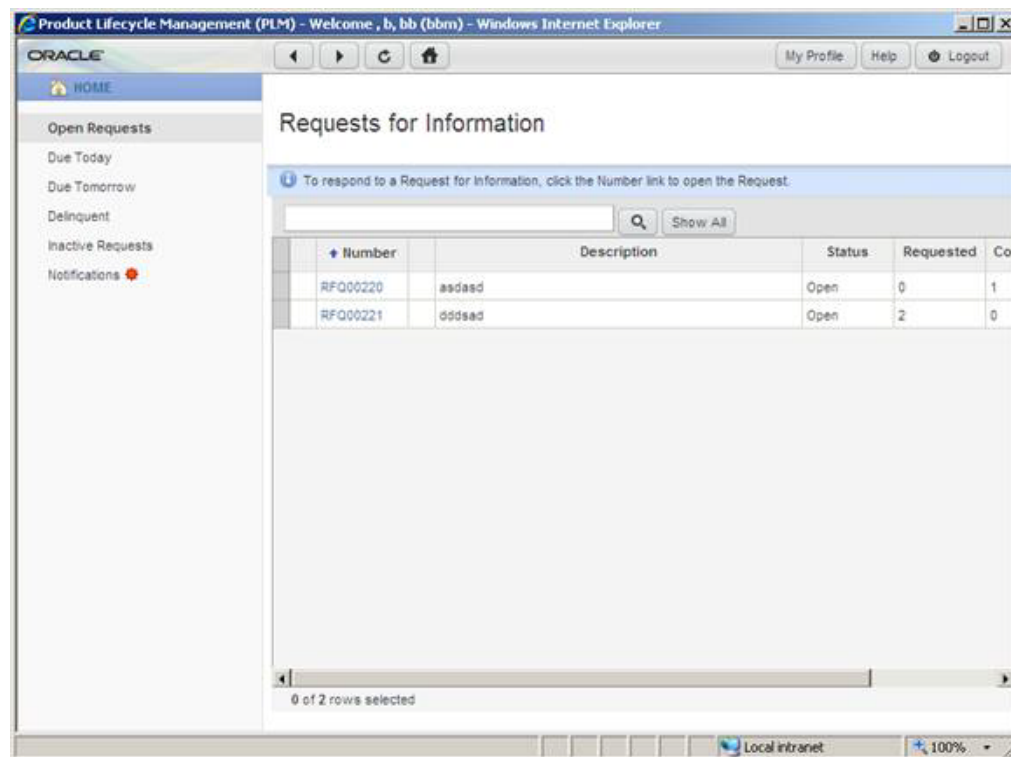 Product Lifecycle Management (PLM) - Welcome , b, bb (bbm) - Windows Internet Explorer
ORACLE
My Profile
Help
Logout
HOME
Open Requests
Due Today
Due Tomorrow
Delinquent
Inactive Requests
Notifications
Requests for Information
To respond to a Request for Information, click the Number link to open the Request.
Show All
Number Description Status Requested Co
RFQ00220 asdasd Open 0 1
RFQ00221 dddsad Open 2 0
0 of 2 rows selected
Local intranet 100%